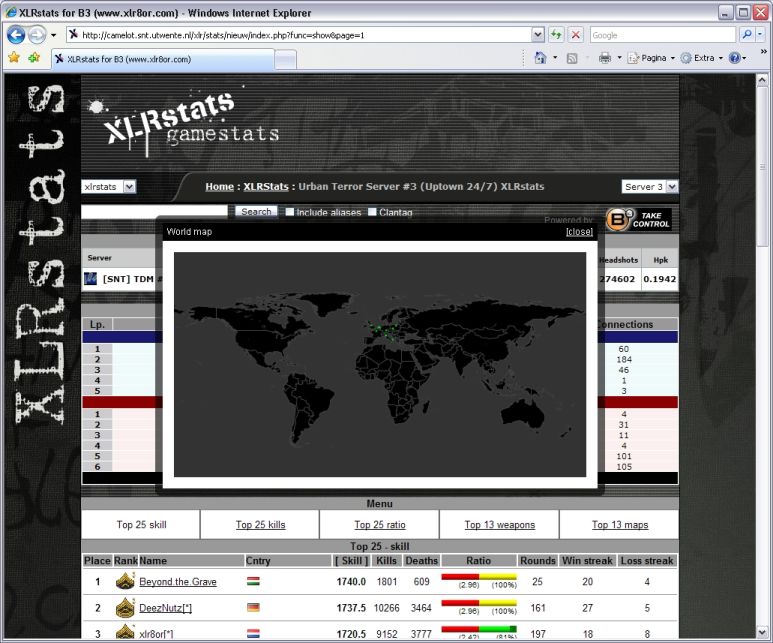 XLRstats for B3 (www.xlr8or.com) - Windows Internet Explorer
http://camelot.snt.utwente.nl/xlr/stats/nieuw/index.php?func=show&page=1
Google
XLRstats for B3 (www.xlr8or.com)
Pagina
Extra
XLRstats
XLRstats
gamestats
xlrstats
Home : XLRStats : Urban Terror Server #3 (Uptown 24/7) XLRstats
Server 3
Search Include aliases Clantag
Powered by
B3 TAKE CONTROL
World map [close]
Server Headshots Hpk
[SNT] TDM # 274602 0.1942
Lp. Connections
1 60
2 184
3 46
4 1
5 3
1 4
2 31
3 11
4 4
5 101
6 105
Menu
Top 25 skill Top 25 kills Top 25 ratio Top 13 weapons Top 13 maps
Top 25 - skill
Place Rank Name Cntry [ Skill ] Kills Deaths Ratio Rounds Win streak Loss streak
1 Beyond.the.Grave 1740.0 1801 609 (2.96) (100%) 25 20 4
2 DeezNutz[*] 1737.5 10266 3464 (2.96) (100%) 161 27 5
3 xlr8or[*] 1720.5 9152 3777 (2.42) (81%) 197 18 8